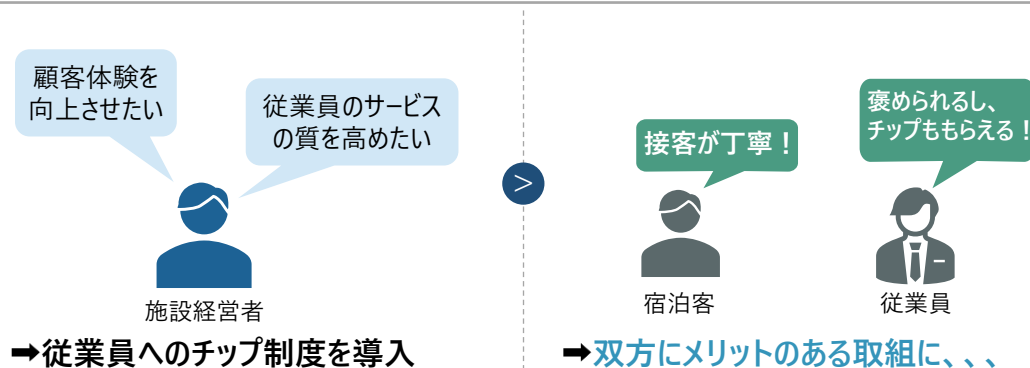 顧客体験を
向上させたい
従業員のサービス
の質を高めたい
施設経営者
➡従業員へのチップ制度を導入
>
接客が丁寧！
褒められるし、
チップももらえる！
宿泊客
従業員
➡双方にメリットのある取組に、、、